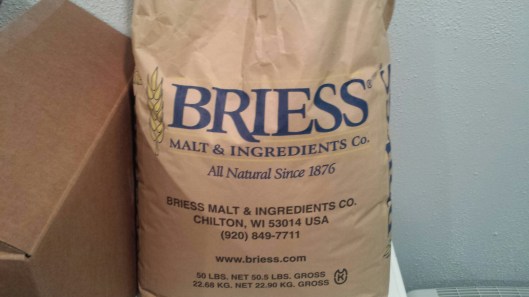 BRIESS®
MALT & INGREDIENTS Co.
All Natural Since 1876
BRIESS MALT & INGREDIENTS CO.
CHILTON, WI 53014 USA
(920) 849-7711
www.briess.com
50 LBS. NET 50.5 LBS. GROSS
22.68 KG. NET 22.90 KG. GROSS
K